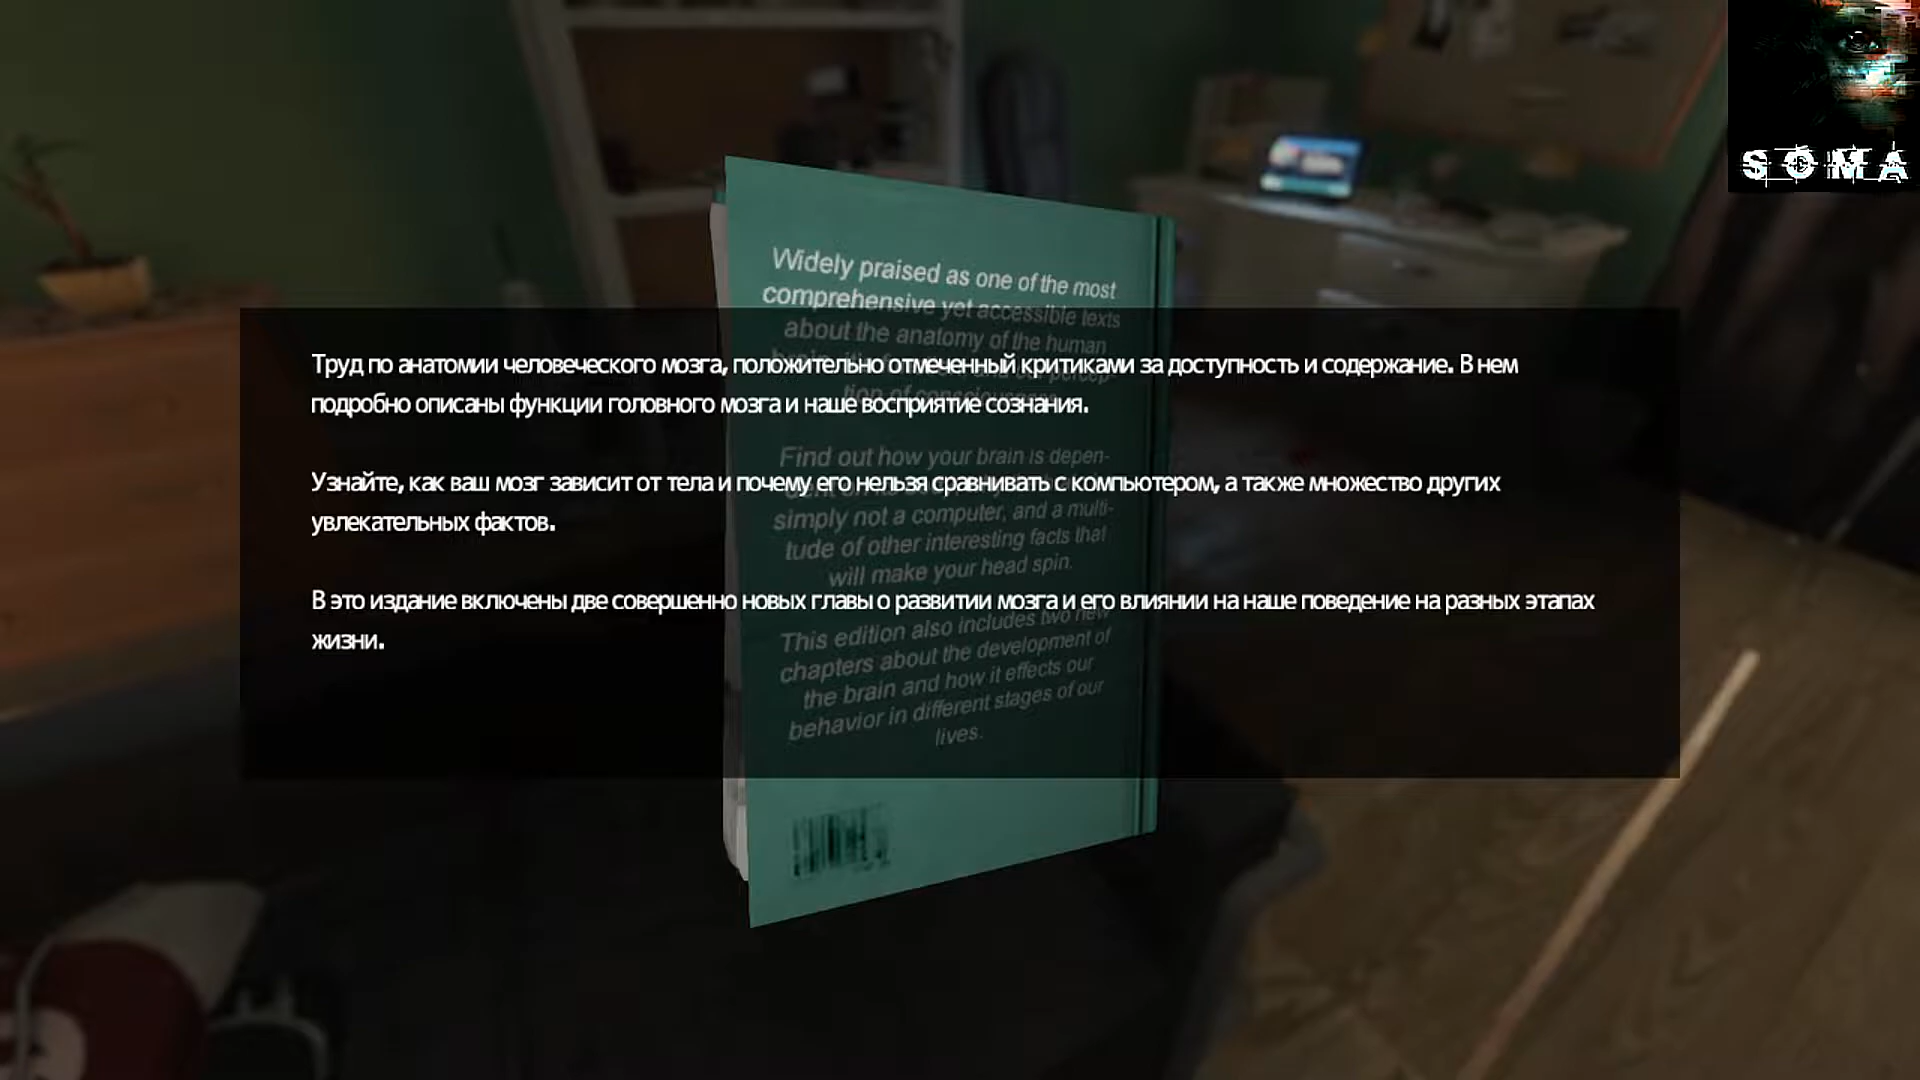 SOMA
Widely praised as one of the most
comprehensive yet accessible texts
about the anatomy of the human
Труд по анатомии человеческого мозга, положительно отмеченный критиками за доступность и содержание. В нем
подробно описаны функции головного мозга и наше восприятие сознания.
tion of consciousness.
Find out how your brain is depen-
Узнайте, как ваш мозг зависит от тела и почему его нельзя сравнивать с компьютером, а также множество других
увлекательных фактов.
simply not a computer, and a multi-
tude of other interesting facts that
will make your head spin.
В это издание включены две совершенно новых главы о развитии мозга и его влиянии на наше поведение на разных этапах
жизни.
This edition also includes two new
chapters about the development of
the brain and how it effects our
behavior in different stages of our
lives.